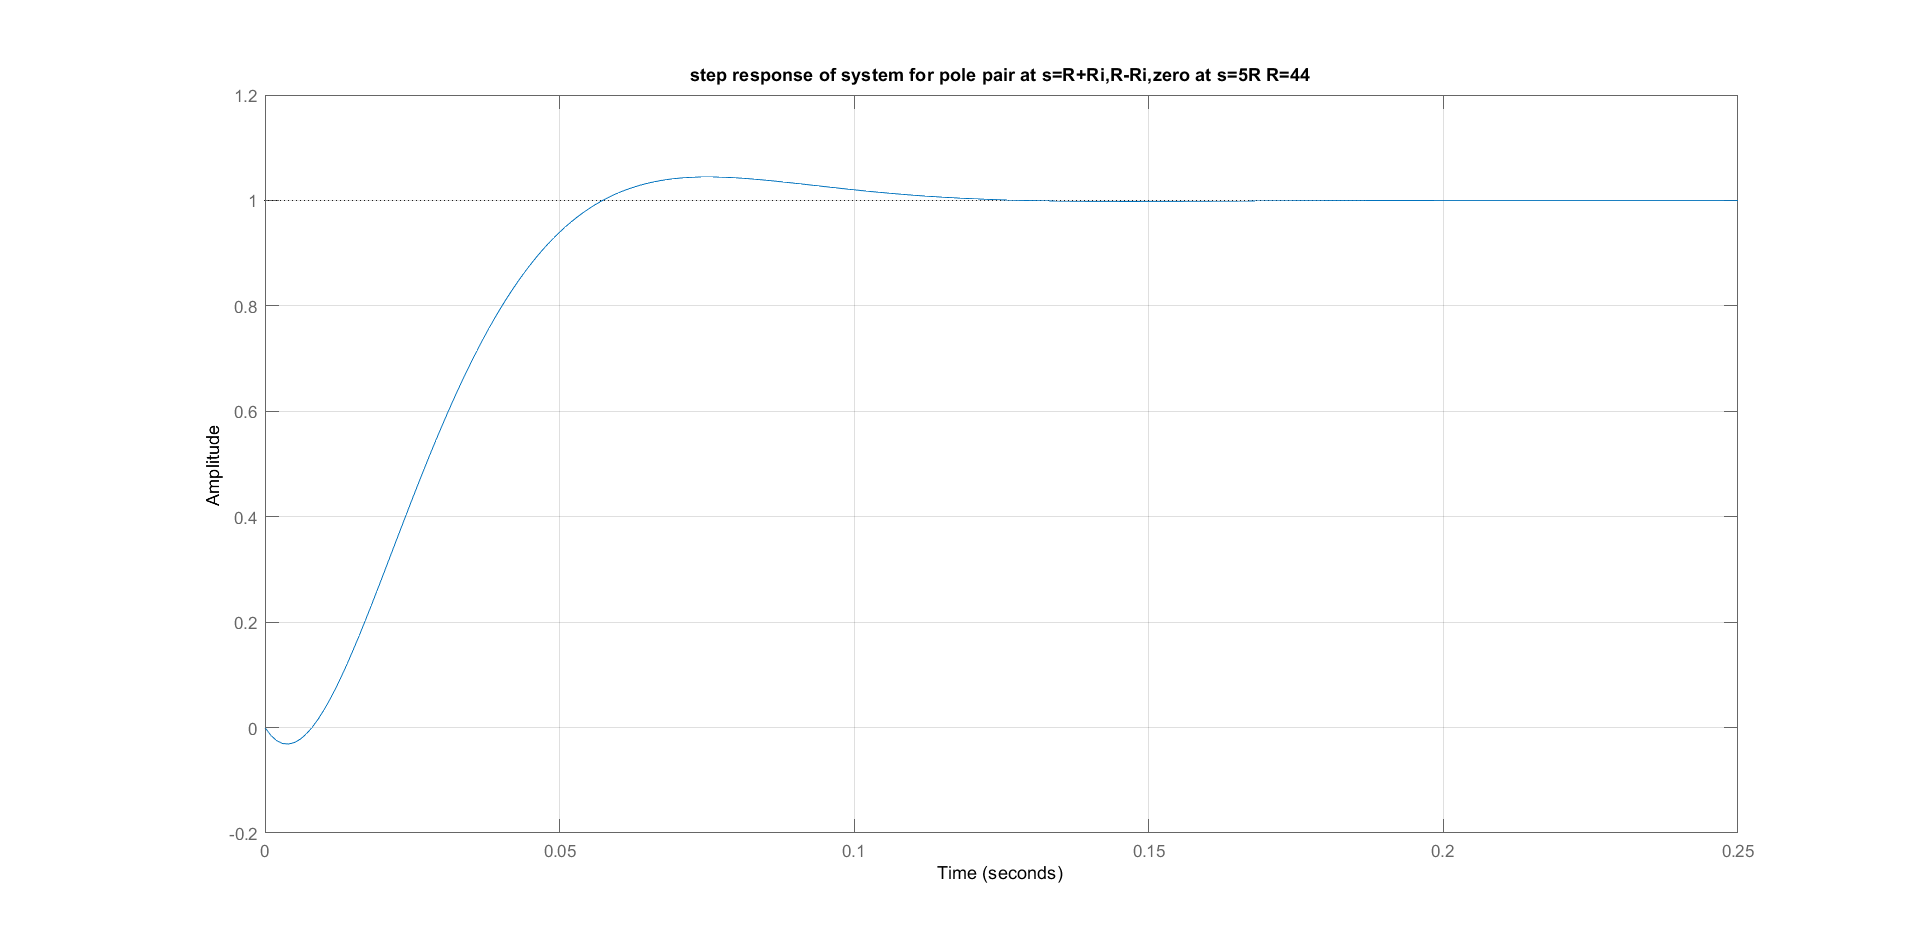 step response of system for pole pair at s=R+Ri,R-Ri,zero at s=5R R=44
1.2
1
0.8
0.6
0.4
0.2
0
-0.2
Amplitude
0 0.05 0.1 0.15 0.2 0.25
Time (seconds)